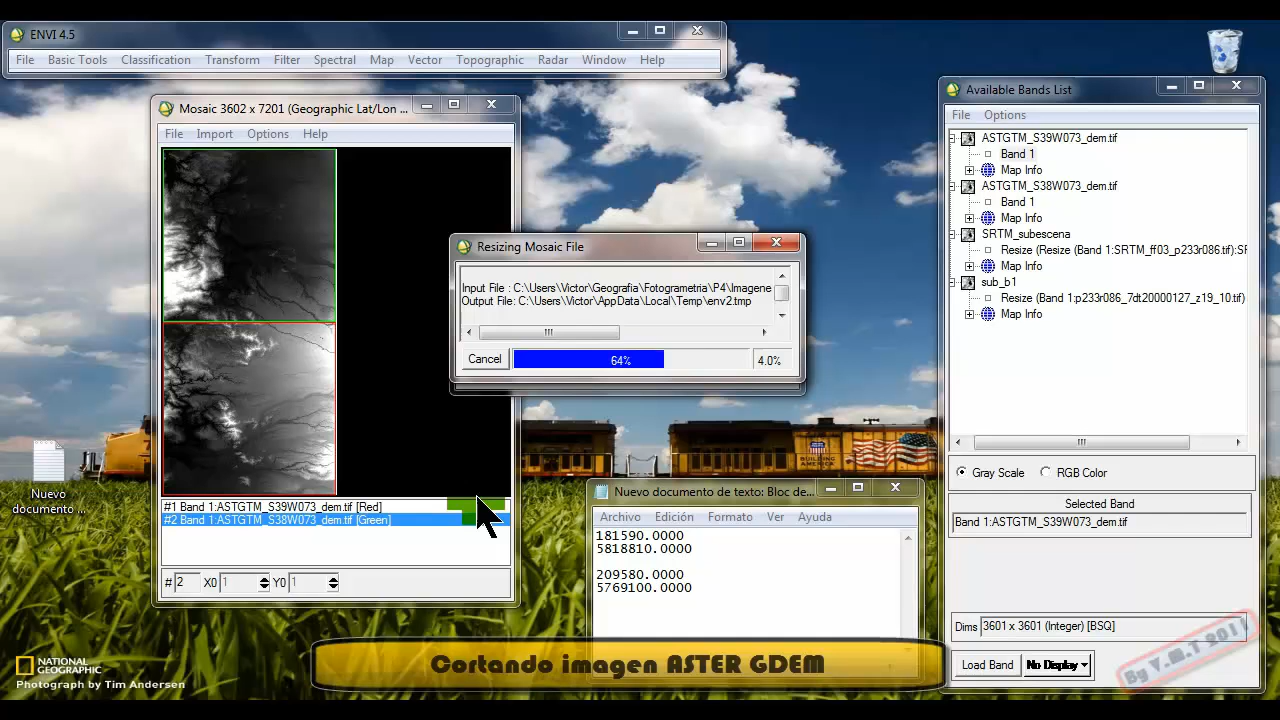 ENVI 4.5
File Basic Tools Classification Transform Filter Spectral Map Vector Topographic Radar Window Help
Mosaic 3602 x 7201 (Geographic Lat/Lon ...
File Import Options Help
#1 Band 1:ASTGTM_S39W073_dem.tif [Red]
#2 Band 1:ASTGTM_S38W073_dem.tif [Green]
# 2 X0 1 Y0 1
Resizing Mosaic File
Input File : C:\Users\Victor\Geografia\Fotogrametria\P4\Imagene
Output File: C:\Users\Victor\AppData\Local\Temp\env2.tmp
Cancel 64% 4.0%
Available Bands List
File Options
ASTGTM_S39W073_dem.tif
Band 1
Map Info
ASTGTM_S38W073_dem.tif
Band 1
Map Info
SRTM_subescena
Resize (Resize (Band 1:SRTM_ff03_p233r086.tif):SF
Map Info
sub_b1
Resize (Band 1:p233r086_7dt20000127_z19_10.tif)
Map Info
Gray Scale RGB Color
Selected Band
Band 1:ASTGTM_S39W073_dem.tif
Dims 3601 x 3601 (Integer) [BSQ]
Load Band No Display
Nuevo documento de texto: Bloc de...
Archivo Edición Formato Ver Ayuda
181590.0000
5818810.0000
209580.0000
5769100.0000
Nuevo
documento ...
UNION
PACIFIC
BUILDING
AMERICA
Cortando imagen ASTER GDEM
By V.M.T 2011
NATIONAL
GEOGRAPHIC
Photograph by Tim Andersen